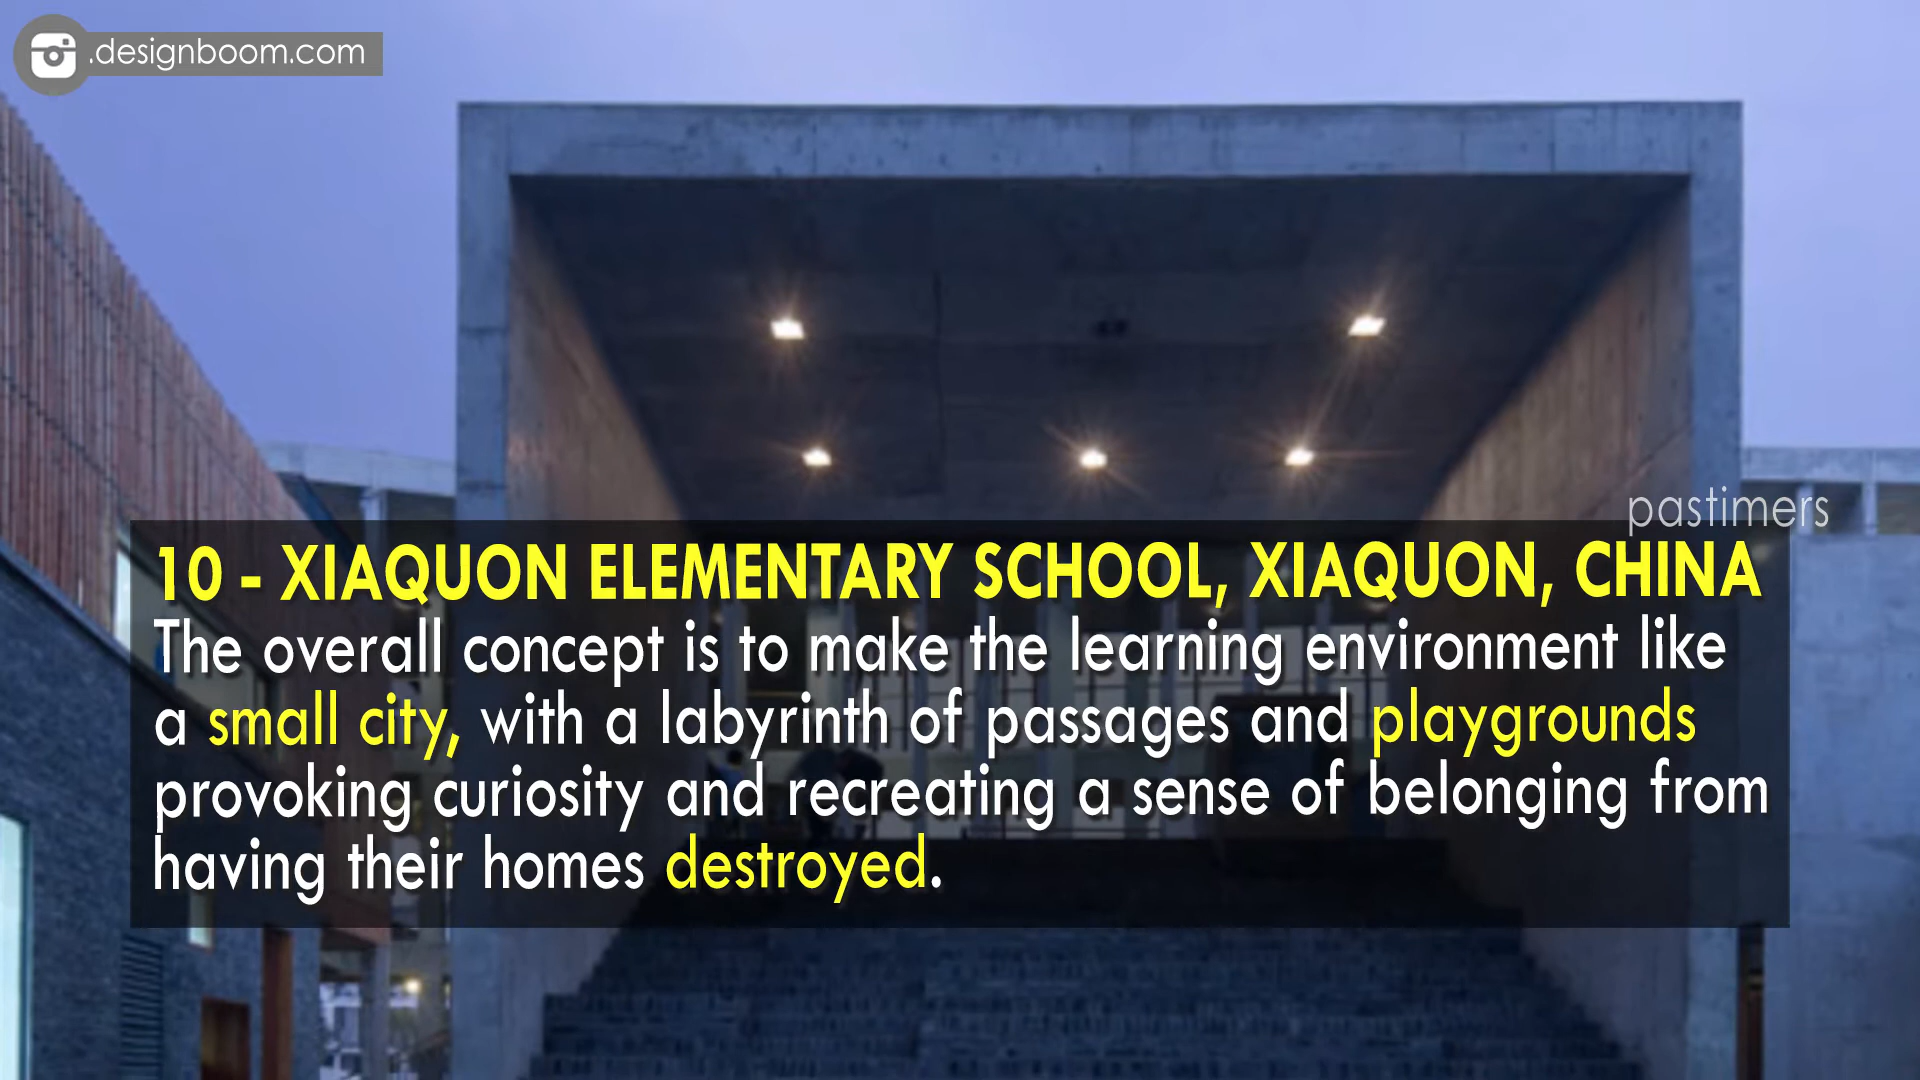 .designboom.com
pastimers
10 - XIAQUON ELEMENTARY SCHOOL, XIAQUON, CHINA
The overall concept is to make the learning environment like
a small city, with a labyrinth of passages and playgrounds
provoking curiosity and recreating a sense of belonging from
having their homes destroyed.